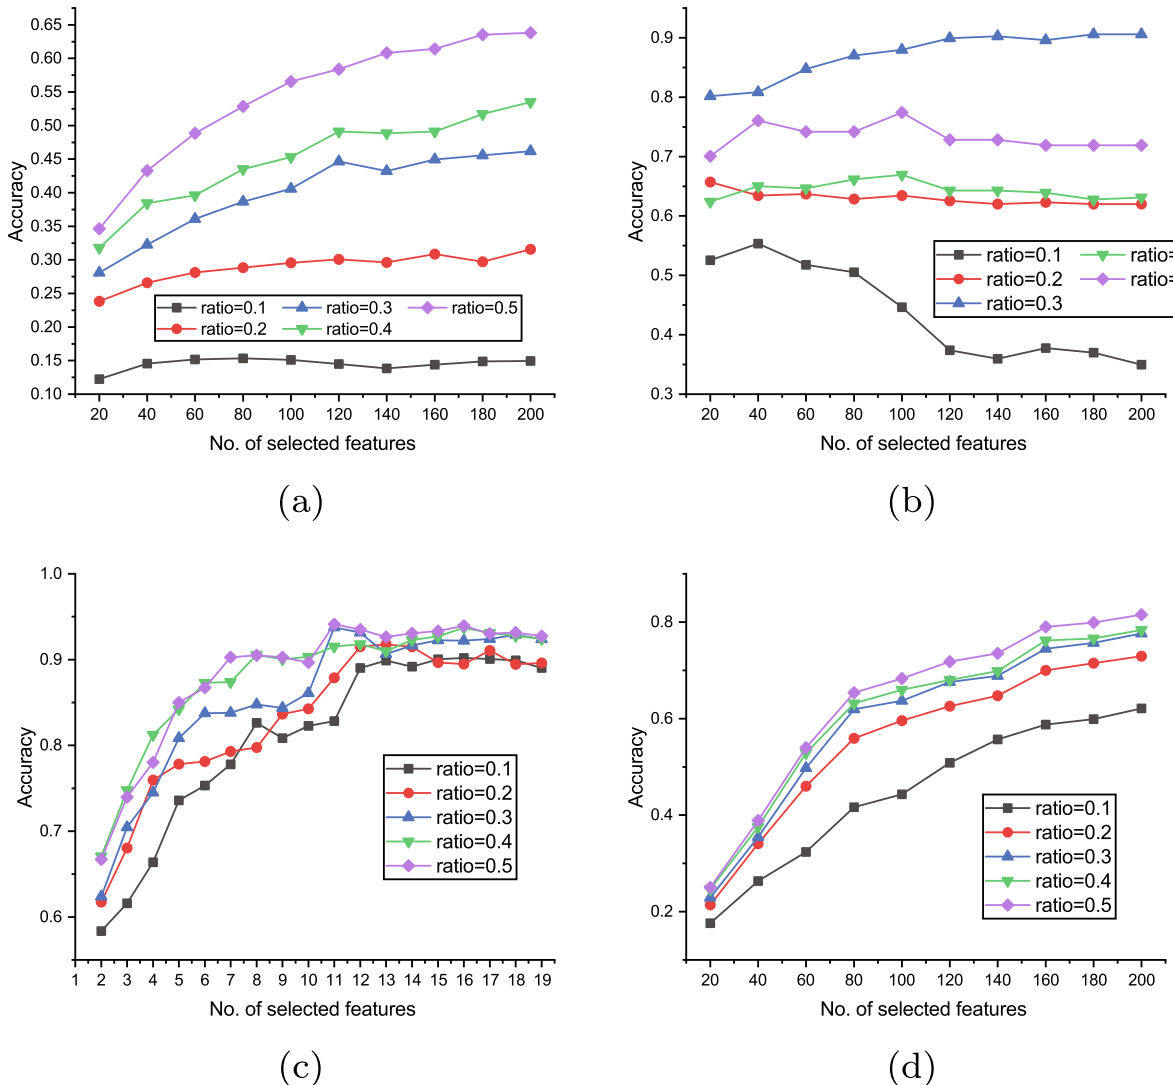 0.65
0.60
0.55
0.50
0.45
0.40
0.35
0.30
0.25
0.20
0.15
0.10
Accuracy
ratio=0.1 ratio=0.3 ratio=0.5
ratio=0.2 ratio=0.4
20 40 60 80 100 120 140 160 180 200
No. of selected features
(a)
0.9
0.8
0.7
0.6
0.5
0.4
0.3
Accuracy
ratio=0.1 ratio=
ratio=0.2 ratio=
ratio=0.3
20 40 60 80 100 120 140 160 180 200
No. of selected features
(b)
1.0
0.9
0.8
0.7
0.6
Accuracy
ratio=0.1
ratio=0.2
ratio=0.3
ratio=0.4
ratio=0.5
1 2 3 4 5 6 7 8 9 10 11 12 13 14 15 16 17 18 19
No. of selected features
(c)
0.8
0.6
0.4
0.2
Accuracy
ratio=0.1
ratio=0.2
ratio=0.3
ratio=0.4
ratio=0.5
20 40 60 80 100 120 140 160 180 200
No. of selected features
(d)